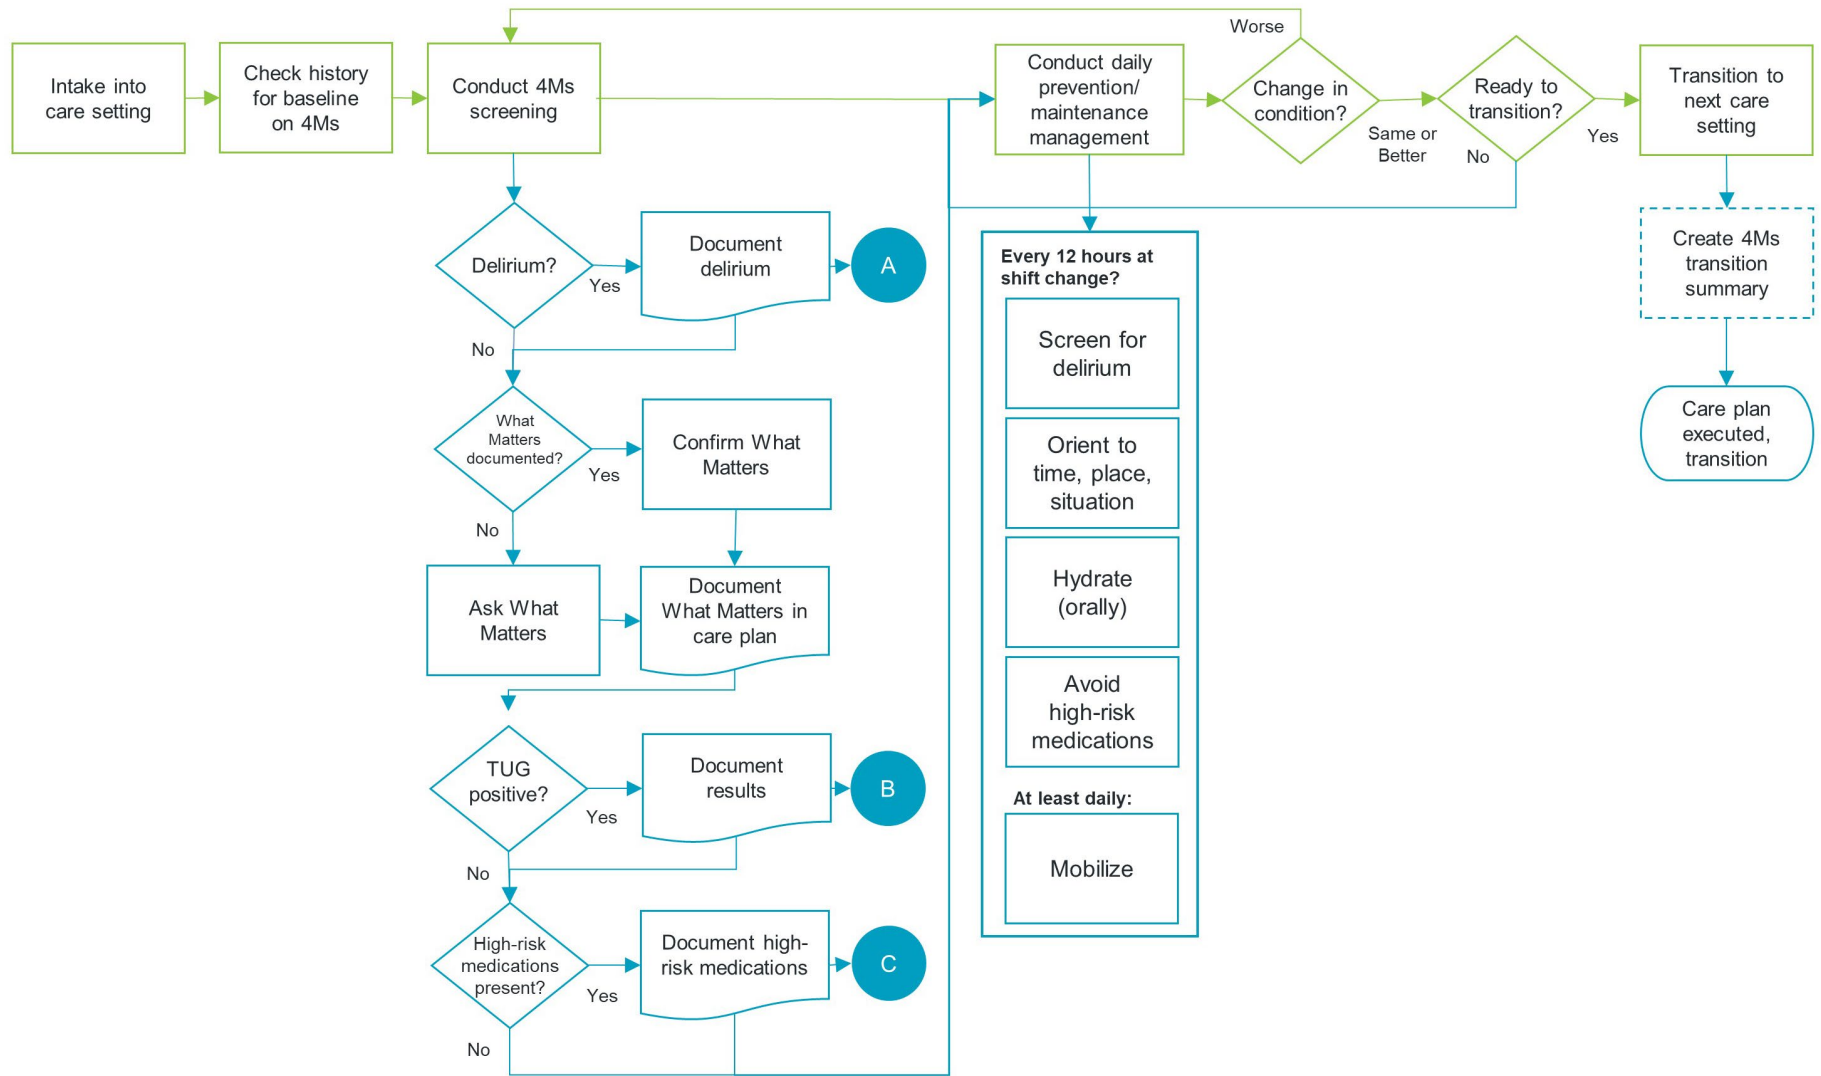 Worse
Intake into
care setting
Check history
for baseline
on 4Ms
Conduct 4Ms
screening
Conduct daily
prevention/
maintenance
management
Change in
condition?
Same or
Better
Ready to
transition?
No
Yes
Transition to
next care
setting
Delirium?
Yes
No
Document
delirium
A
Every 12 hours at
shift change?
Screen for
delirium
Orient to
time, place,
situation
Hydrate
(orally)
Avoid
high-risk
medications
At least daily:
Mobilize
Create 4Ms
transition
summary
Care plan
executed,
transition
What
Matters
documented?
Yes
No
Confirm What
Matters
Ask What
Matters
Document
What Matters in
care plan
TUG
positive?
Yes
No
Document
results
B
High-risk
medications
present?
Yes
No
Document high-
risk medications
C